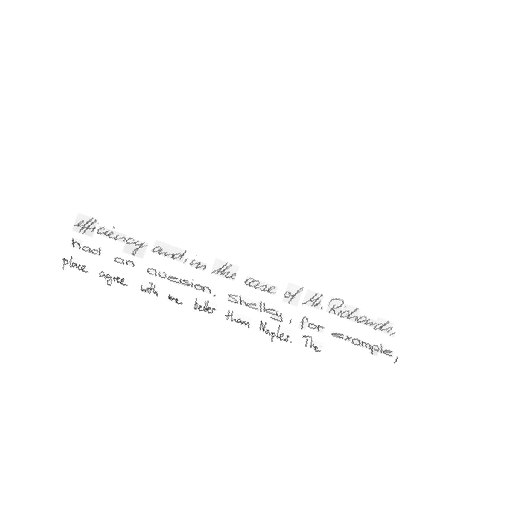 efficiency and, in the case of Mr. Richards,
had an aversion. Shelley, for example,
place agree with me better than Naples. The